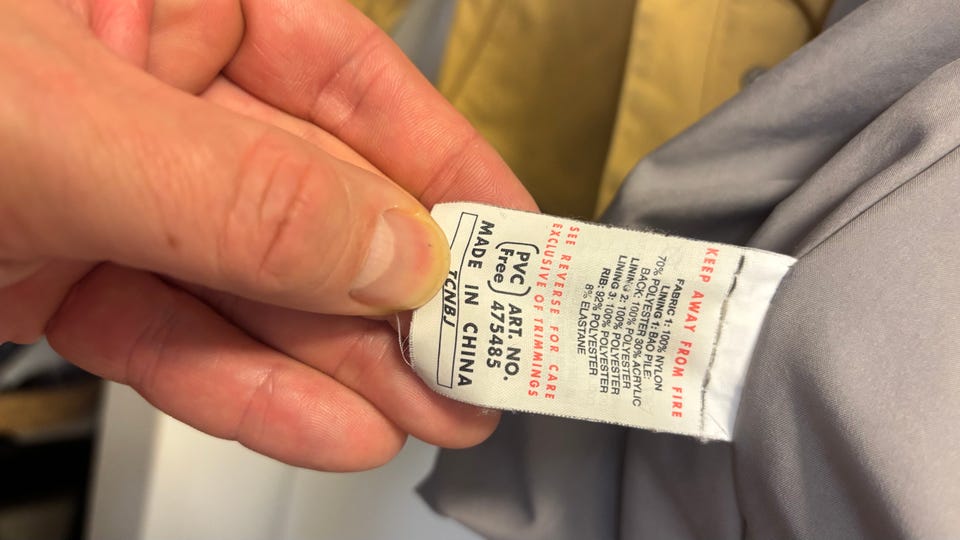 KEEP AWAY FROM FIRE
FABRIC 1: 100% NYLON
LINING 1: BAO PILE:
70% POLYESTER 30% ACRYLIC
BACK: 100% POLYESTER
LINING 2: 100% POLYESTER
LINING 3: 100% POLYESTER
RIB: 92% POLYESTER
8% ELASTANE
SEE REVERSE FOR CARE
EXCLUSIVE OF TRIMMINGS
PVC
Free
ART. NO.
475485
MADE IN CHINA
TCNBJ